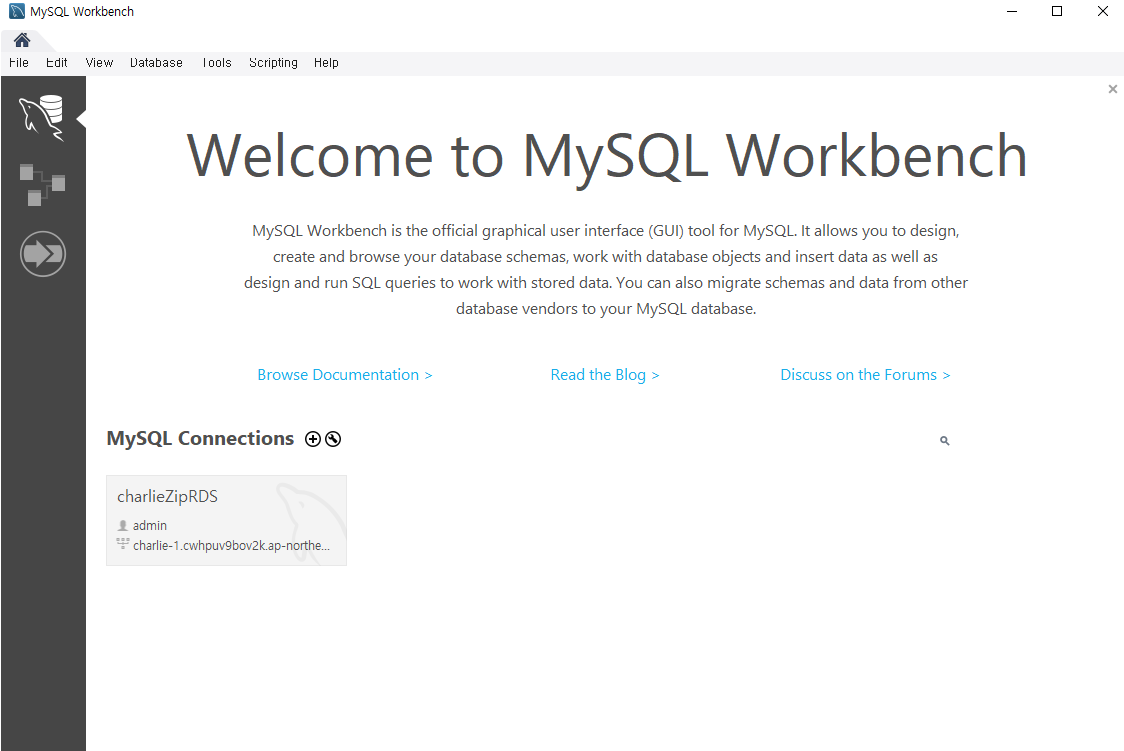 MySQL Workbench
File Edit View Database Tools Scripting Help
Welcome to MySQL Workbench
MySQL Workbench is the official graphical user interface (GUI) tool for MySQL. It allows you to design,
create and browse your database schemas, work with database objects and insert data as well as
design and run SQL queries to work with stored data. You can also migrate schemas and data from other
database vendors to your MySQL database.
Browse Documentation > Read the Blog > Discuss on the Forums >
MySQL Connections
charlieZipRDS
admin
charlie-1.cwhpuv9bov2k.ap-northe...